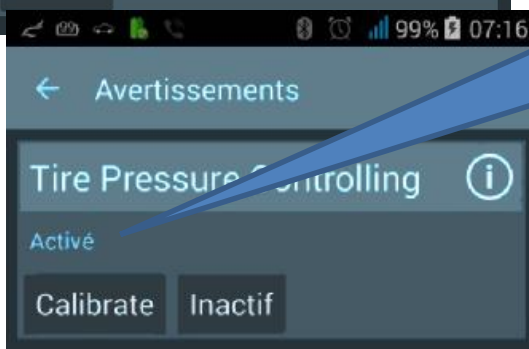 99% 07:16
Avertissements
Tire Pressure Controlling
Activé
Calibrate Inactif